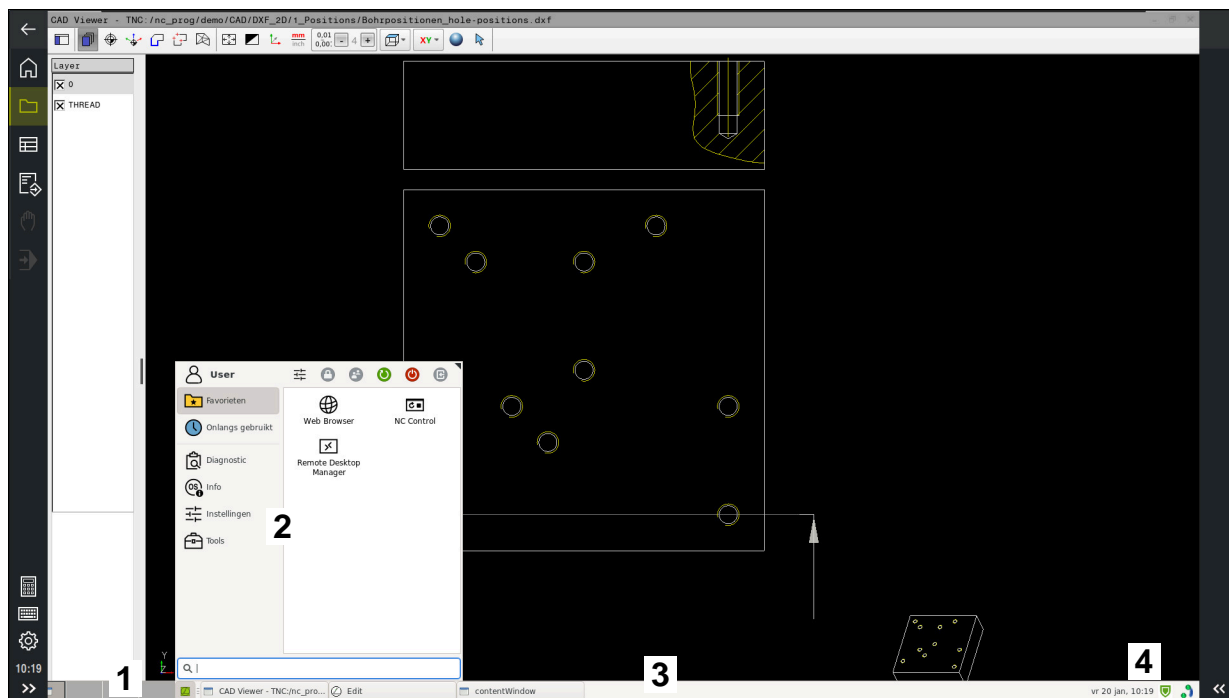 CAD Viewer - TNC:/nc_prog/demo/CAD/DXF_2D/1_Positions/Bohrpositionen_hole-positions.dxf
mm
inch
0,01
0,00:
- 4 +
XY
Layer
0
THREAD
User
Favorieten
Onlangs gebruikt
Diagnostic
OS
Info
Instellingen
Tools
Web Browser
NC Control
Remote Desktop
Manager
2
Y
Z
10:19
1
3
4
CAD Viewer - TNC:/nc_pro...
Edit
contentWindow
vr 20 jan, 10:19